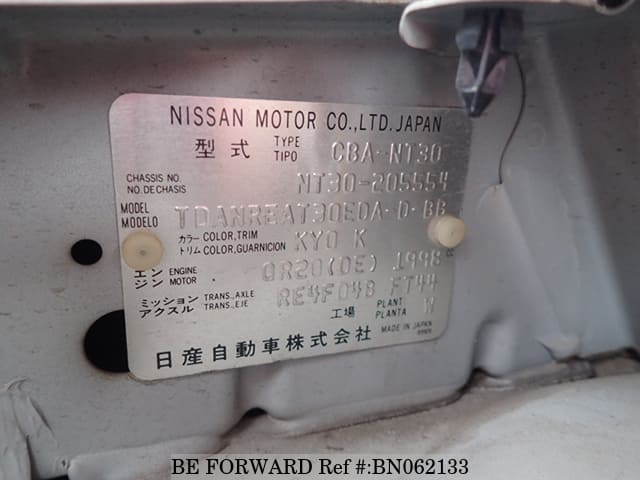 NISSAN MOTOR CO.,LTD.JAPAN
型式 TYPE TIPO CBA-NT30
CHASSIS NO. NO.DE CHASIS NT30-205554
MODEL MODELO TDANREAT30EDA-D-BB
カラー COLOR,TRIM トリム COLOR,GUARNICION KY0 K
エンジン ENGINE MOTOR QR20(DE) 1998 cc
ミッション アクスル TRANS._AXLE TRANS._EJE RE4F04B FT44
工場 PLANT PLANTA W
日産自動車株式会社 MADE IN JAPAN
BE FORWARD Ref #:BN062133